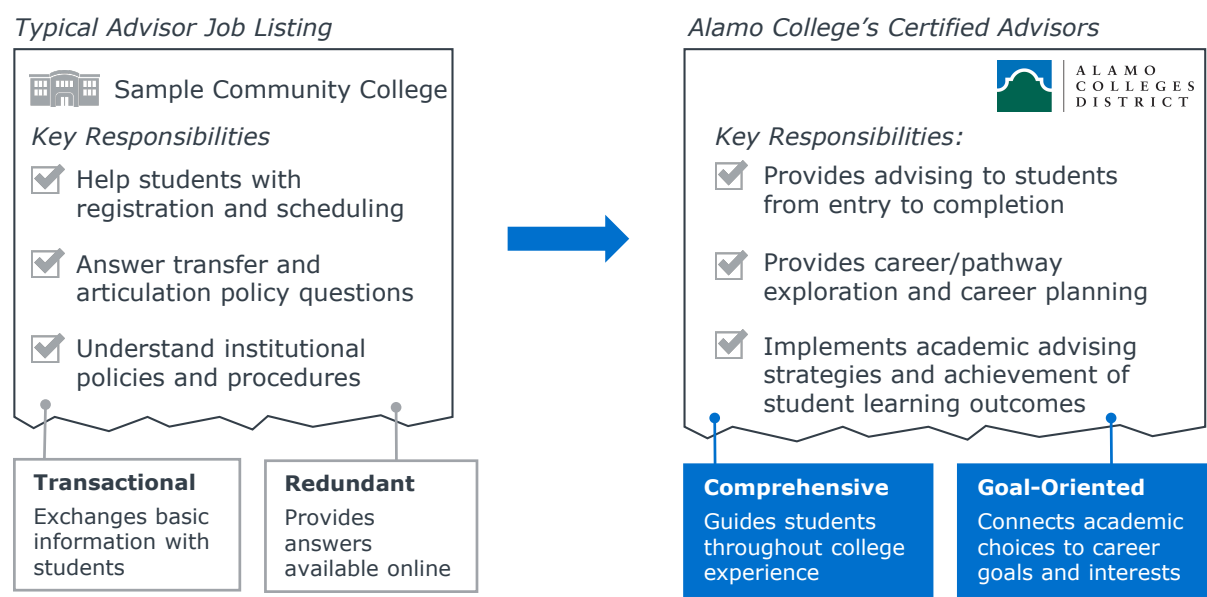 Typical Advisor Job Listing
Sample Community College
Key Responsibilities
Help students with
registration and scheduling
Answer transfer and
articulation policy questions
Understand institutional
policies and procedures
Transactional
Exchanges basic
information with
students
Redundant
Provides
answers
available online
Alamo College’s Certified Advisors
ALAMO
COLLEGES
DISTRICT
Key Responsibilities:
Provides advising to students
from entry to completion
Provides career/pathway
exploration and career planning
Implements academic advising
strategies and achievement of
student learning outcomes
Comprehensive
Guides students
throughout college
experience
Goal-Oriented
Connects academic
choices to career
goals and interests